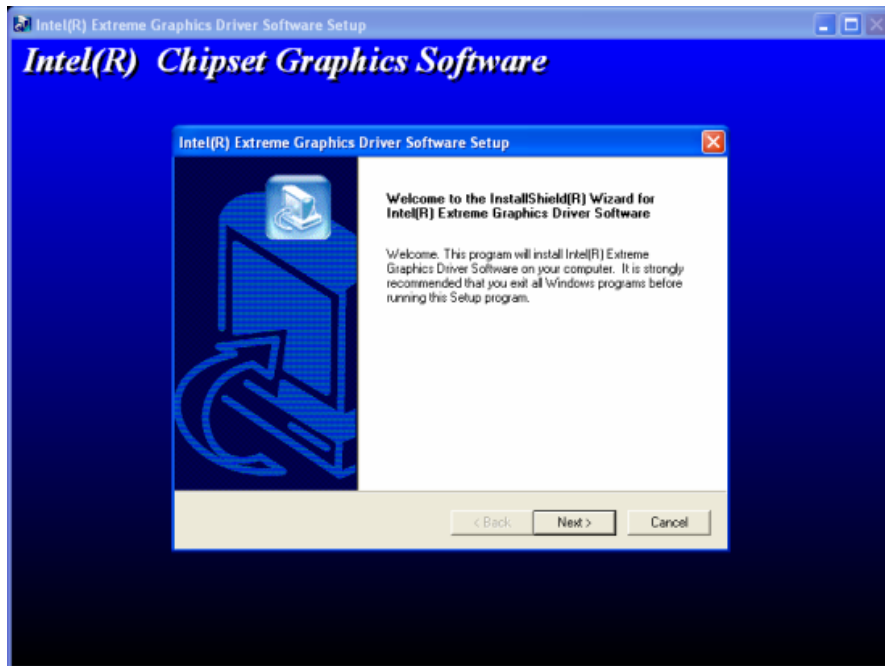 Intel(R) Extreme Graphics Driver Software Setup
Intel(R) Chipset Graphics Software
Intel(R) Extreme Graphics Driver Software Setup
Welcome to the InstallShield(R) Wizard for
Intel(R) Extreme Graphics Driver Software
Welcome. This program will install Intel(R) Extreme
Graphics Driver Software on your computer. It is strongly
recommended that you exit all Windows programs before
running this Setup program.
< Back Next > Cancel